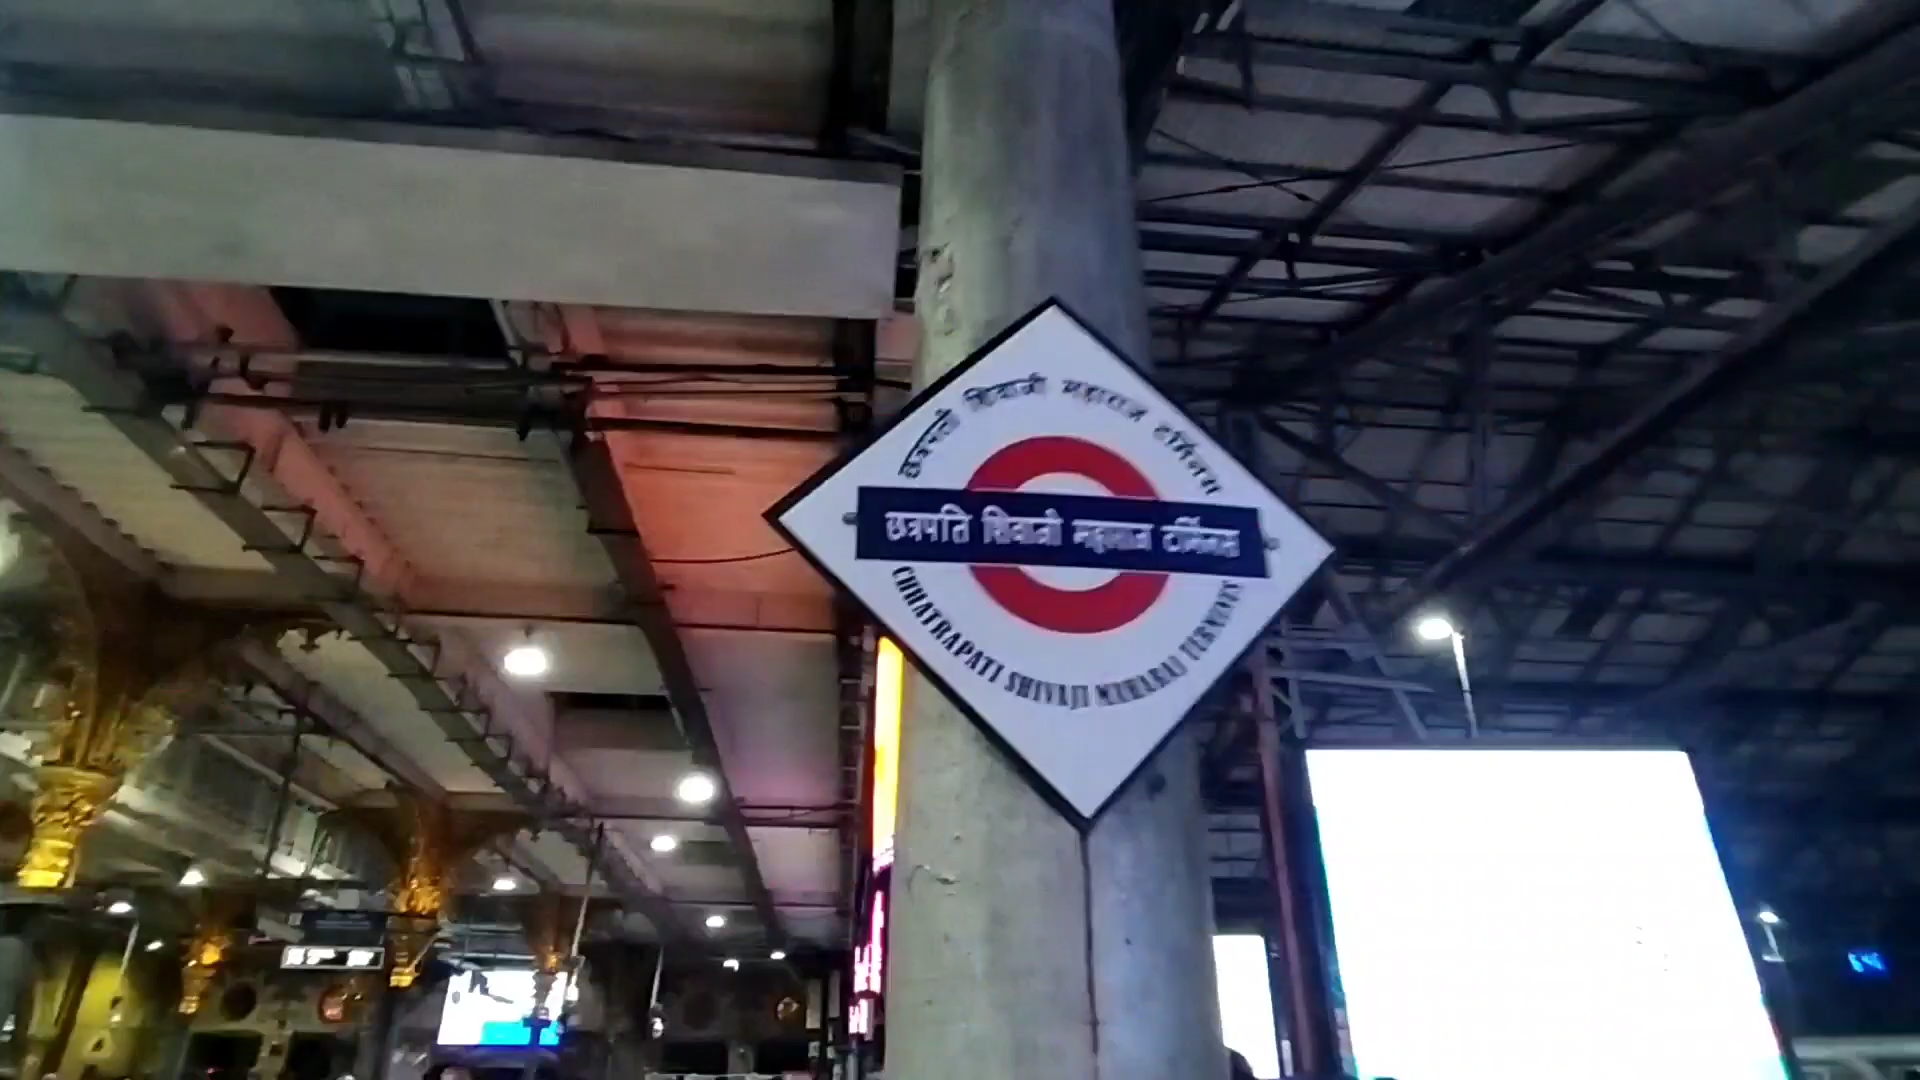 छत्रपती शिवाजी महाराज टर्मिनस
छत्रपति शिवाजी महाराज टर्मिनस
CHHATRAPATI SHIVAJI MAHARAJ TERMINUS